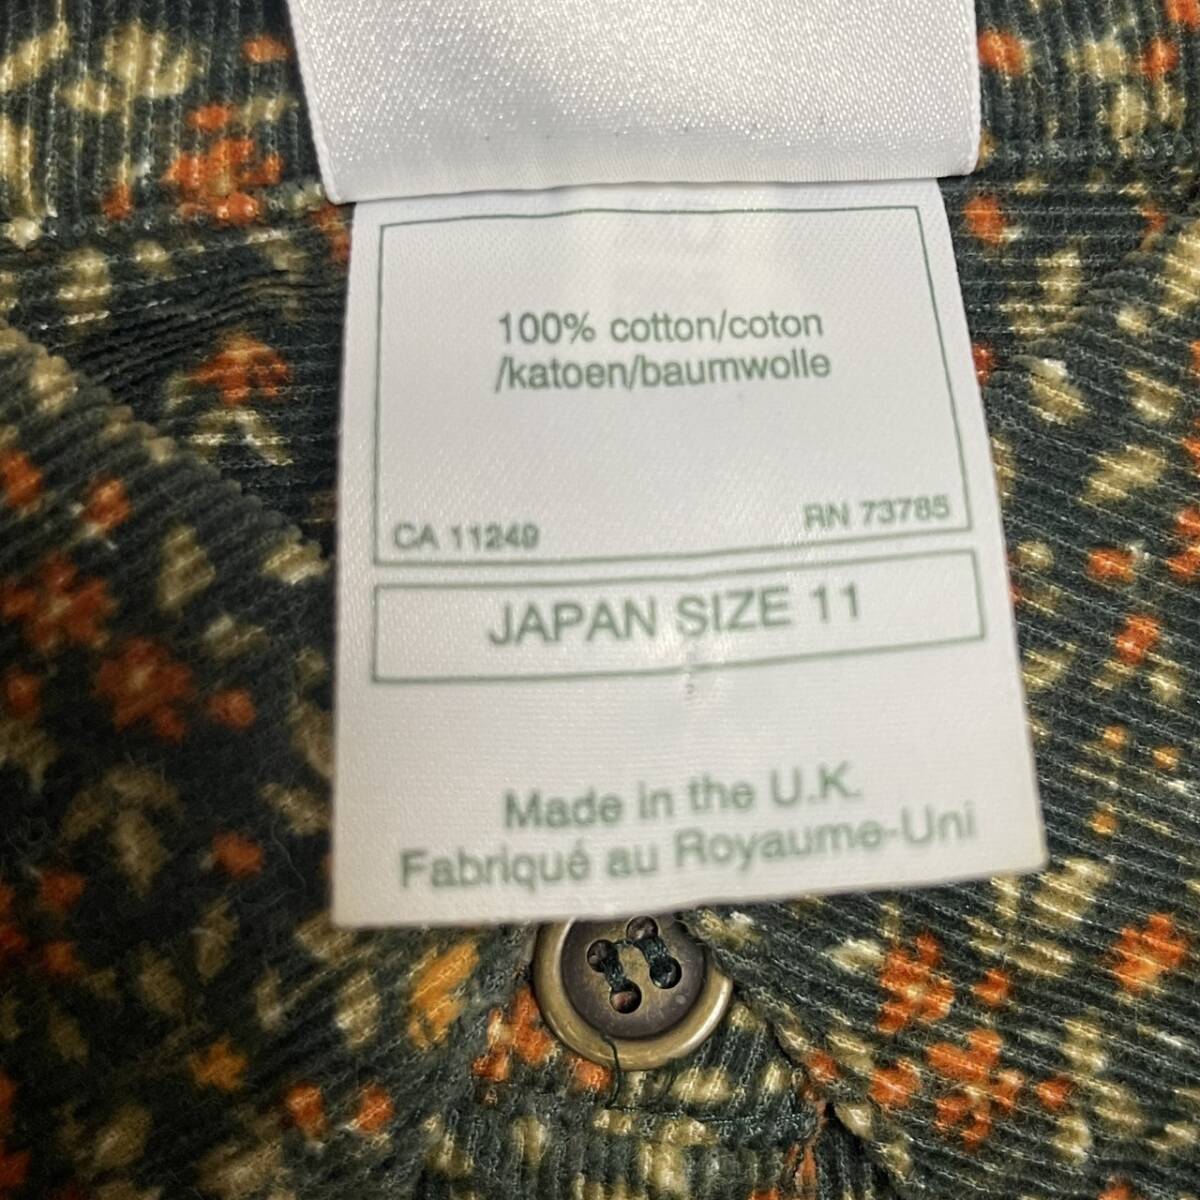 100% cotton/coton
/katoen/baumwolle
CA 11249
RN 73785
JAPAN SIZE 11
Made in the U.K.
Fabriqué au Royaume-Uni